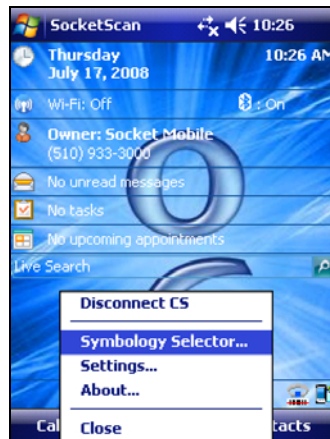 SocketScan 10:26
Thursday 10:26 AM
July 17, 2008
Wi-Fi: Off : On
Owner: Socket Mobile
(510) 933-3000
No unread messages
No tasks
No upcoming appointments
Live Search
Disconnect CS
Symbology Selector...
Settings...
About...
Close
Cal tacts